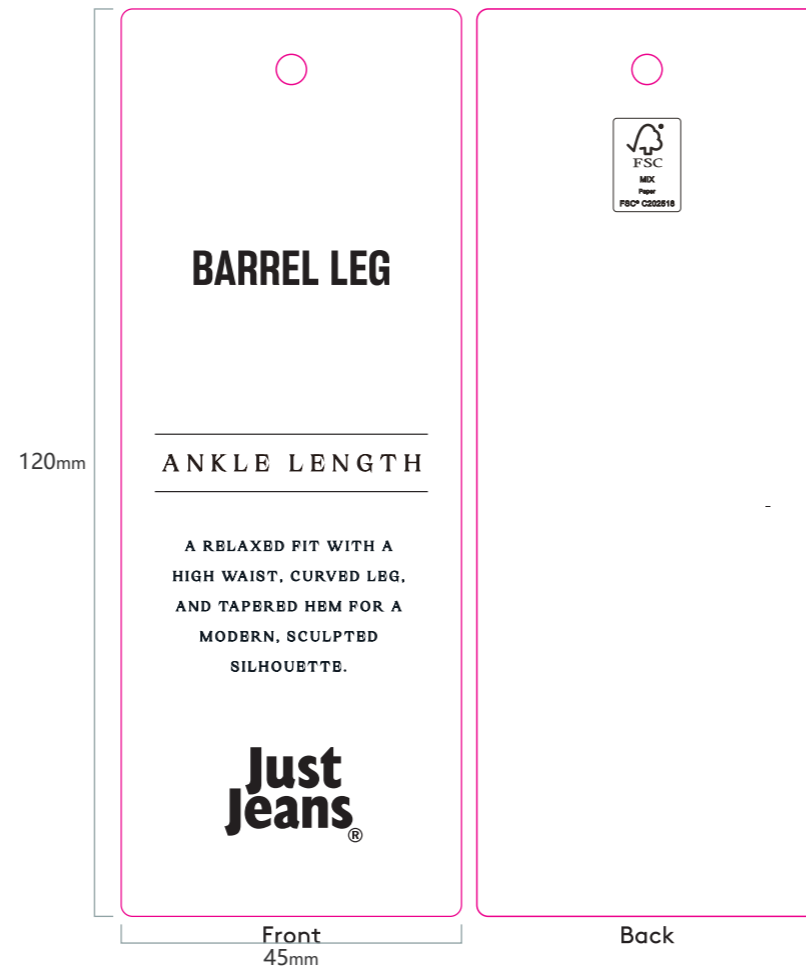 FSC
MIX
Paper
FSC® C202518
BARREL LEG
ANKLE LENGTH
120mm
A RELAXED FIT WITH A
HIGH WAIST, CURVED LEG,
AND TAPERED HEM FOR A
MODERN, SCULPTED
SILHOUETTE.
Just
Jeans®
Front
Back
45mm